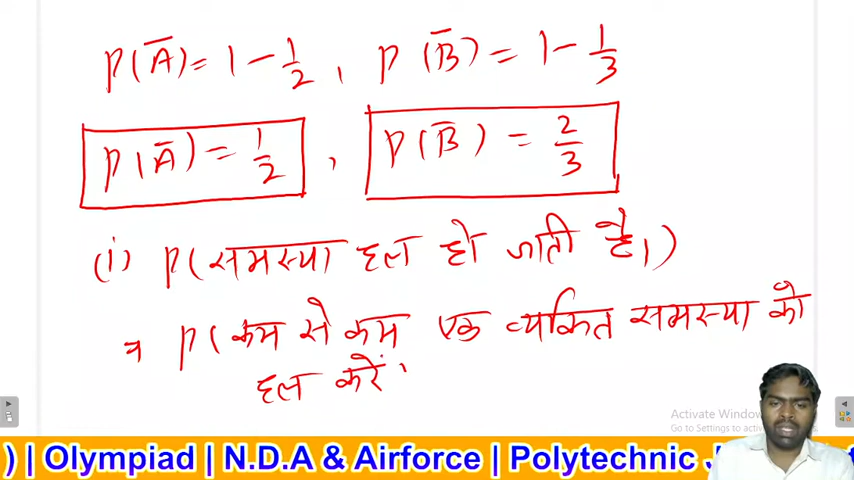 P(A̅) = 1 - 1/2 , P(B̅) = 1 - 1/3
P(A̅) = 1/2 , P(B̅) = 2/3
(i) P(समस्या हल हो जाती है।)
P(कम से कम एक व्यकित समस्या को
हल करें
Activate Window
Go to Settings to activate
) | Olympiad | N.D.A & Airforce | Polytechnic J